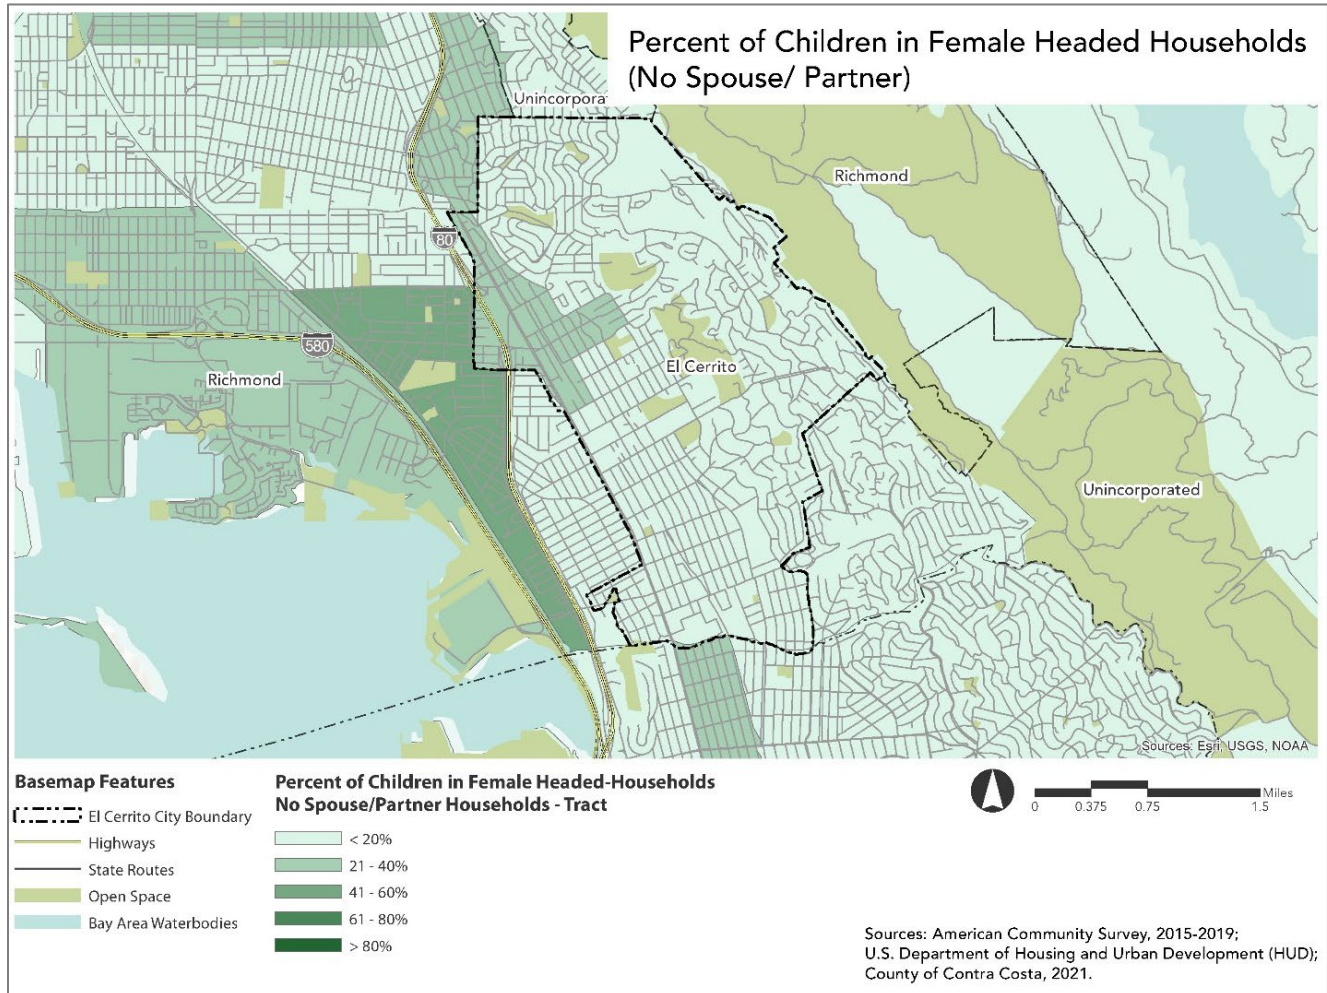 Percent of Children in Female Headed Households
(No Spouse/ Partner)
Unincorpora
Richmond
80
580
Richmond
El Cerrito
Unincorporated
Sources: Esri, USGS, NOAA
Basemap Features
El Cerrito City Boundary
Highways
State Routes
Open Space
Bay Area Waterbodies
Percent of Children in Female Headed-Households
No Spouse/Partner Households - Tract
< 20%
21 - 40%
41 - 60%
61 - 80%
> 80%
Miles
0 0.375 0.75 1.5
Sources: American Community Survey, 2015-2019;
U.S. Department of Housing and Urban Development (HUD);
County of Contra Costa, 2021.